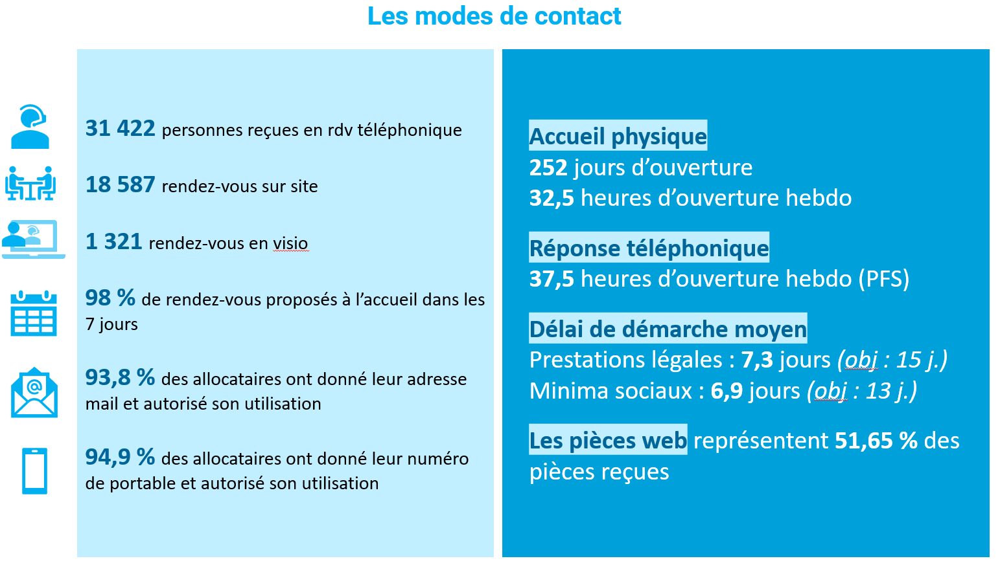 Les modes de contact
31 422 personnes reçues en rdv téléphonique
18 587 rendez-vous sur site
1 321 rendez-vous en visio
98 % de rendez-vous proposés à l’accueil dans les
7 jours
@
93,8 % des allocataires ont donné leur adresse
mail et autorisé son utilisation
94,9 % des allocataires ont donné leur numéro
de portable et autorisé son utilisation
Accueil physique
252 jours d’ouverture
32,5 heures d’ouverture hebdo
Réponse téléphonique
37,5 heures d’ouverture hebdo (PFS)
Délai de démarche moyen
Prestations légales : 7,3 jours (obj : 15 j.)
Minima sociaux : 6,9 jours (obj : 13 j.)
Les pièces web représentent 51,65 % des
pièces reçues